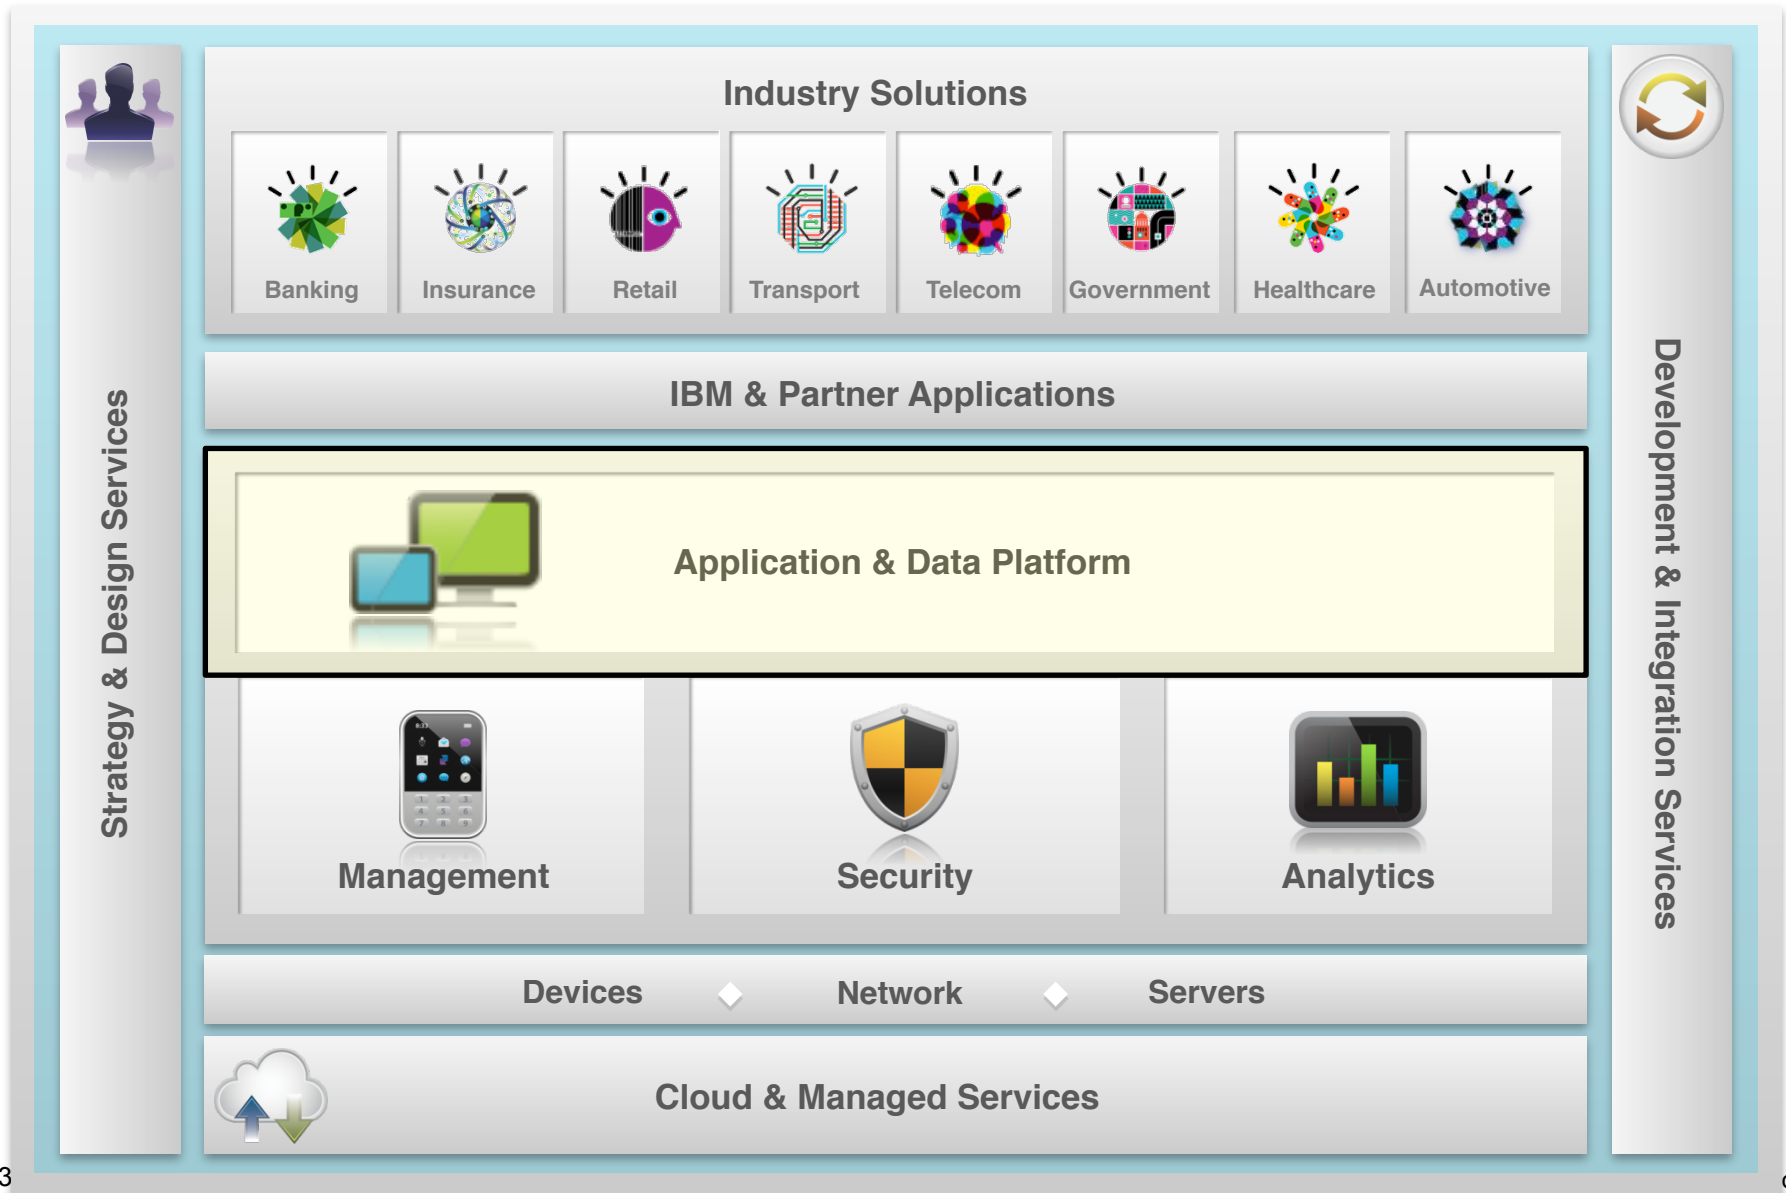 Industry Solutions
Banking
Insurance
Retail
Transport
Telecom
Government
Healthcare
Automotive
IBM & Partner Applications
Strategy & Design Services
Application & Data Platform
Development & Integration Services
Management
Security
Analytics
Devices
Network
Servers
Cloud & Managed Services
3